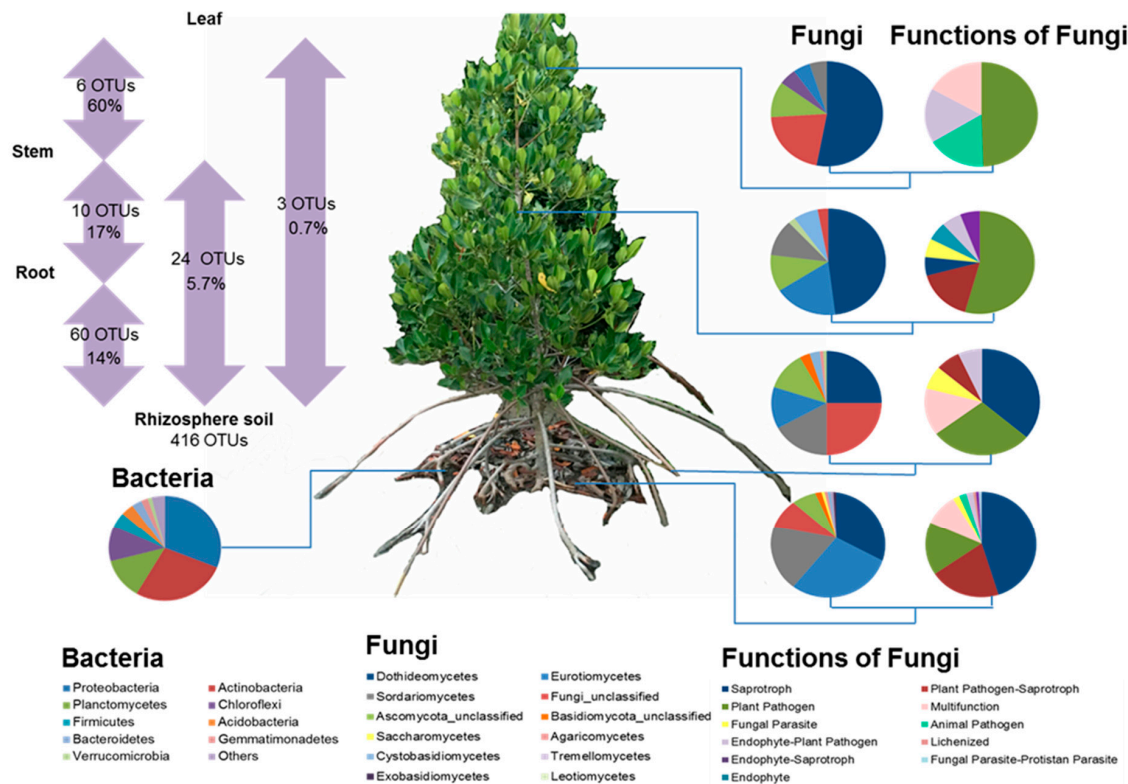 Leaf
Fungi
Functions of Fungi
6 OTUs
60%
Stem
10 OTUs
17%
3 OTUs
0.7%
24 OTUs
5.7%
Root
60 OTUs
14%
Rhizosphere soil
416 OTUs
Bacteria
Bacteria
Proteobacteria
Actinobacteria
Planctomycetes
Chloroflexi
Firmicutes
Acidobacteria
Bacteroidetes
Gemmatimonadetes
Verrucomicrobia
Others
Fungi
Dothideomycetes
Eurotiomycetes
Sordariomycetes
Fungi_unclassified
Ascomycota_unclassified
Basidiomycota_unclassified
Saccharomycetes
Agaricomycetes
Cystobasidiomycetes
Tremellomycetes
Exobasidiomycetes
Leotiomycetes
Functions of Fungi
Saprotroph
Plant Pathogen-Saprotroph
Plant Pathogen
Multifunction
Fungal Parasite
Animal Pathogen
Endophyte-Plant Pathogen
Lichenized
Endophyte-Saprotroph
Fungal Parasite-Protistan Parasite
Endophyte